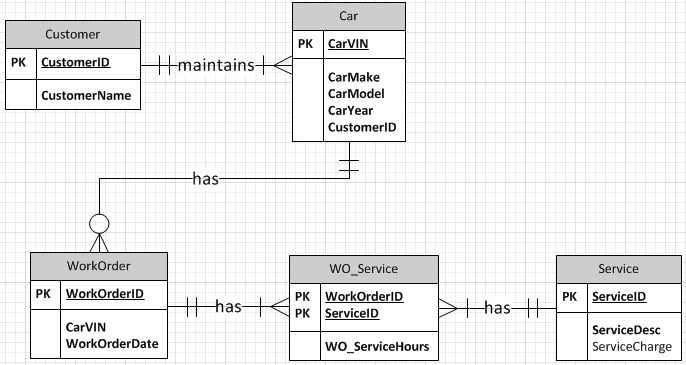 Customer
PK CustomerID
CustomerName
maintains
Car
PK CarVIN
CarMake
CarModel
CarYear
CustomerID
has
WorkOrder
PK WorkOrderID
CarVIN
WorkOrderDate
has
WO_Service
PK WorkOrderID
PK ServiceID
WO_ServiceHours
has
Service
PK ServiceID
ServiceDesc
ServiceCharge